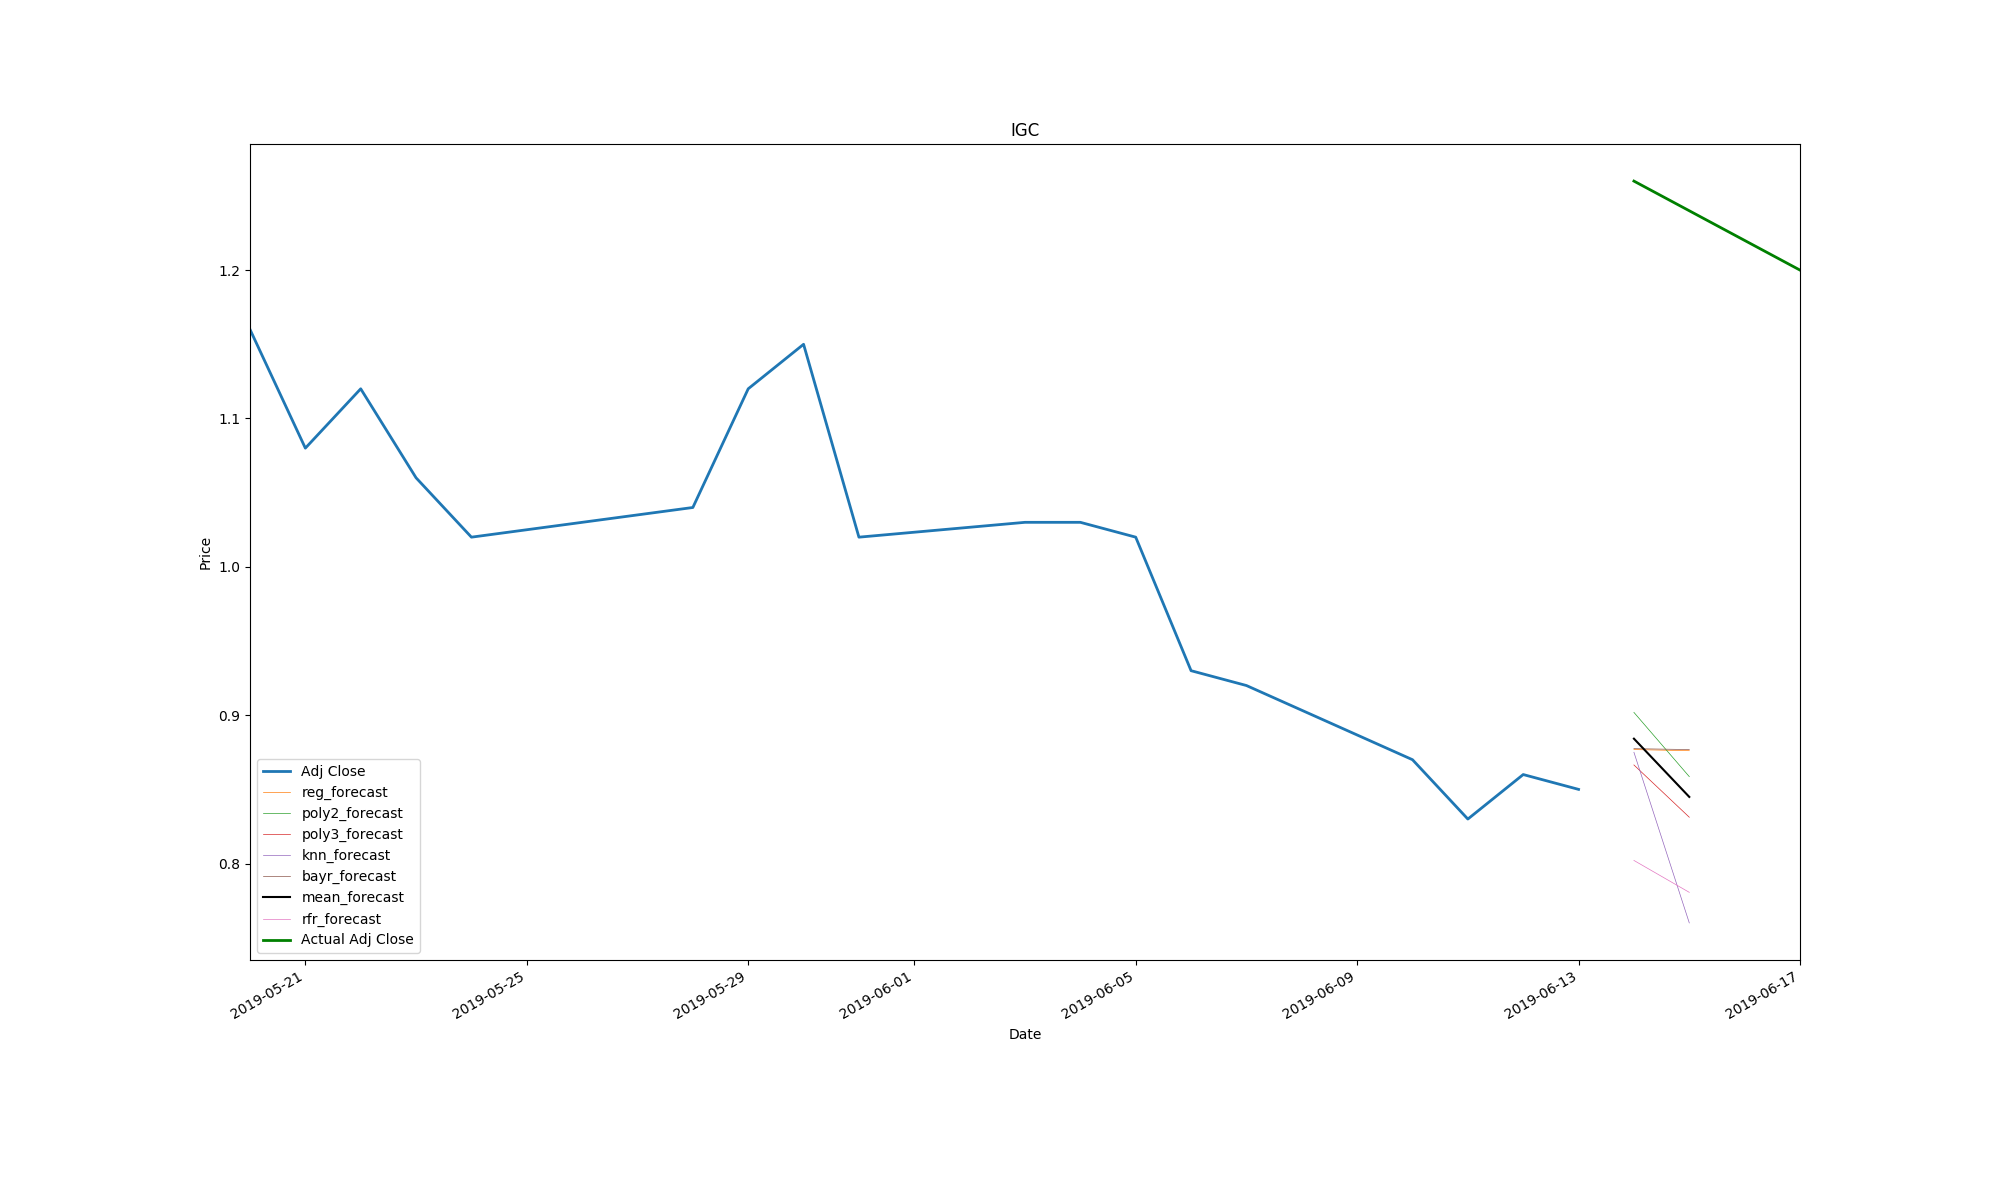 IGC
1.2
1.1
1.0
0.9
0.8
Price
Adj Close
reg_forecast
poly2_forecast
poly3_forecast
knn_forecast
bayr_forecast
mean_forecast
rfr_forecast
Actual Adj Close
2019-05-21
2019-05-25
2019-05-29
2019-06-01
2019-06-05
2019-06-09
2019-06-13
2019-06-17
Date